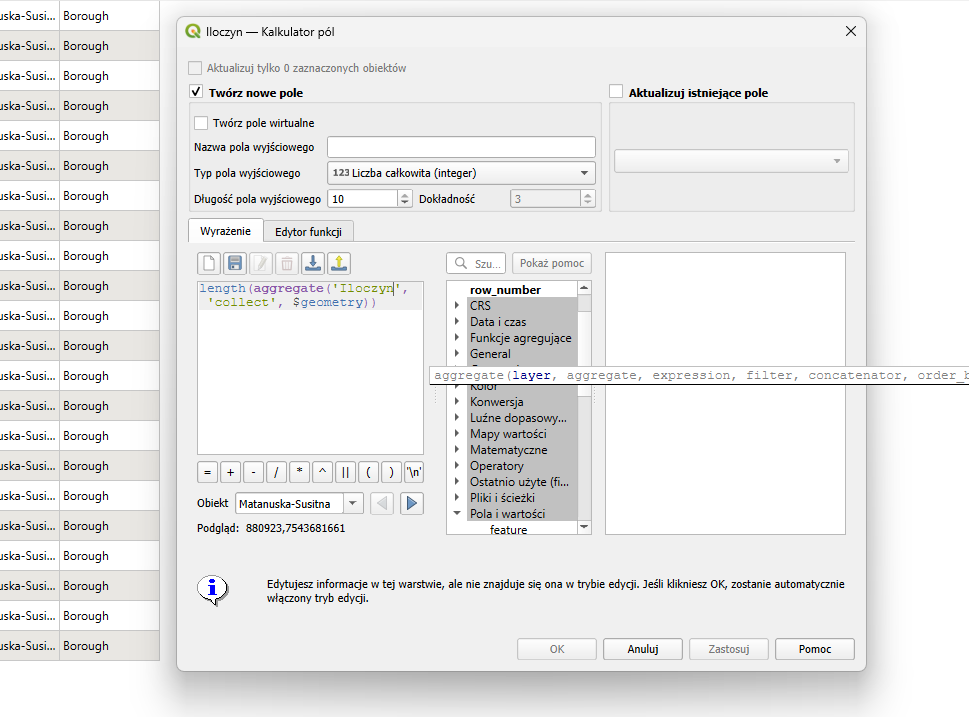 uska-Susi... Borough
Iloczyn — Kalkulator pól
uska-Susi... Borough
uska-Susi... Borough
Aktualizuj tylko 0 zaznaczonych obiektów
uska-Susi... Borough
Twórz nowe pole
Aktualizuj istniejące pole
uska-Susi... Borough
Twórz pole wirtualne
uska-Susi... Borough
Nazwa pola wyjściowego
uska-Susi... Borough
Typ pola wyjściowego
123 Liczba całkowita (integer)
uska-Susi... Borough
Długość pola wyjściowego
10
Dokładność
3
uska-Susi... Borough
Wyrażenie
Edytor funkcji
uska-Susi... Borough
Szu...
Pokaż pomoc
uska-Susi... Borough
length(aggregate('Iloczyn',
'collect', $geometry))
row_number
CRS
uska-Susi... Borough
Data i czas
Funkcje agregujące
uska-Susi... Borough
General
uska-Susi... Borough
aggregate(layer, aggregate, expression, filter, concatenator, order_b
Kolor
uska-Susi... Borough
Konwersja
Luźne dopasowy...
uska-Susi... Borough
Mapy wartości
Matematyczne
uska-Susi... Borough
Operatory
= + - / * ^ || ( ) '\n'
Ostatnio użyte (fi...
uska-Susi... Borough
Pliki i ścieżki
Obiekt
Matanuska-Susitna
Pola i wartości
uska-Susi... Borough
Podgląd: 880923,7543681661
feature
uska-Susi... Borough
uska-Susi... Borough
Edytujesz informacje w tej warstwie, ale nie znajduje się ona w trybie edycji. Jeśli klikniesz OK, zostanie automatycznie
włączony tryb edycji.
uska-Susi... Borough
uska-Susi... Borough
OK
Anuluj
Zastosuj
Pomoc